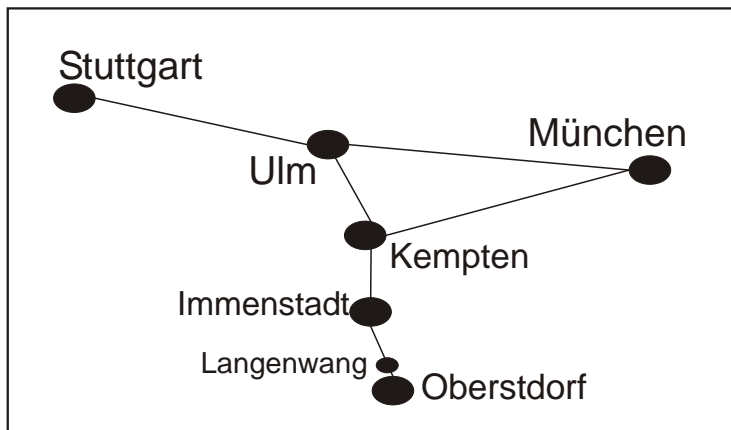 Stuttgart
München
Ulm
Kempten
Immenstadt
Langenwang
Oberstdorf